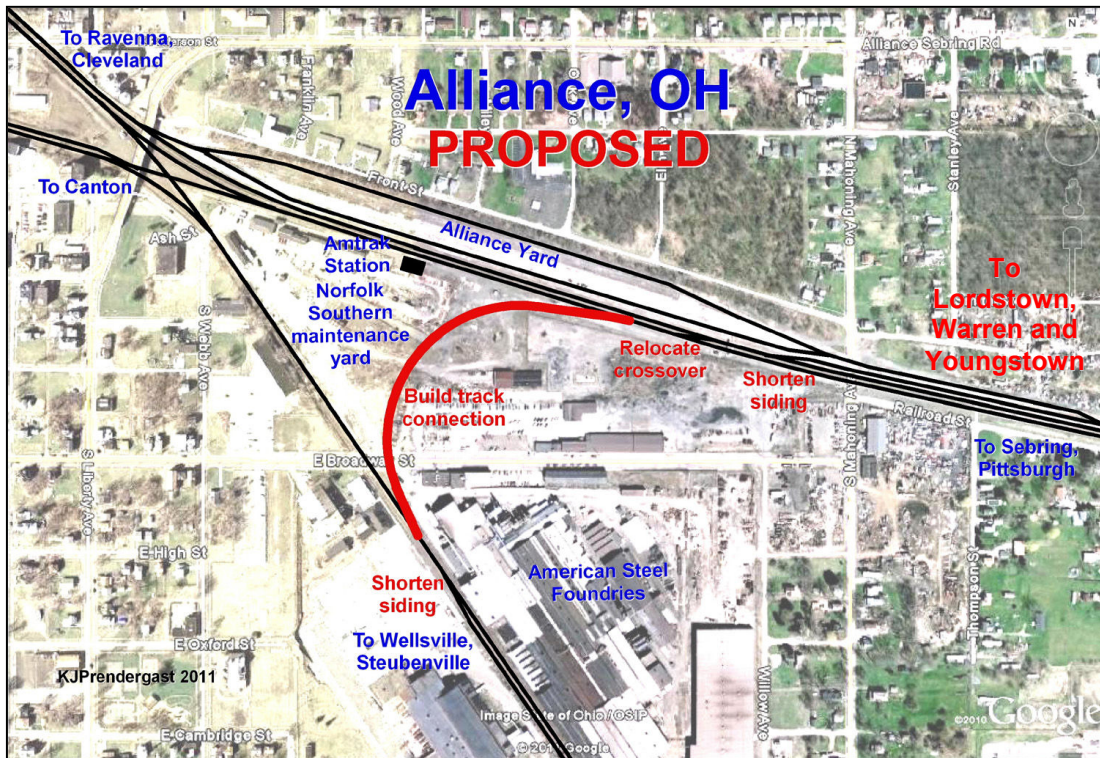 To Ravenna,
Cleveland
Alliance Sebring Rd
Alliance, OH
PROPOSED
Franklin Ave
Wood Ave
N Mahoning Ave
Stanley Ave
Front St
To Canton
Ash St
Alliance Yard
Amtrak
Station
Norfolk
Southern
maintenance
yard
To
Lordstown,
Warren and
Youngstown
S Webb Ave
Relocate
crossover
Shorten
siding
Build track
connection
Railroad St
S Mahoning Ave
To Sebring,
Pittsburgh
E Broadway St
S Liberty Ave
E High St
American Steel
Foundries
Shorten
siding
Thompson St
E Oxford St
To Wellsville,
Steubenville
KJPrendergast 2011
Willow Ave
E Cambridge St
©2010 Google